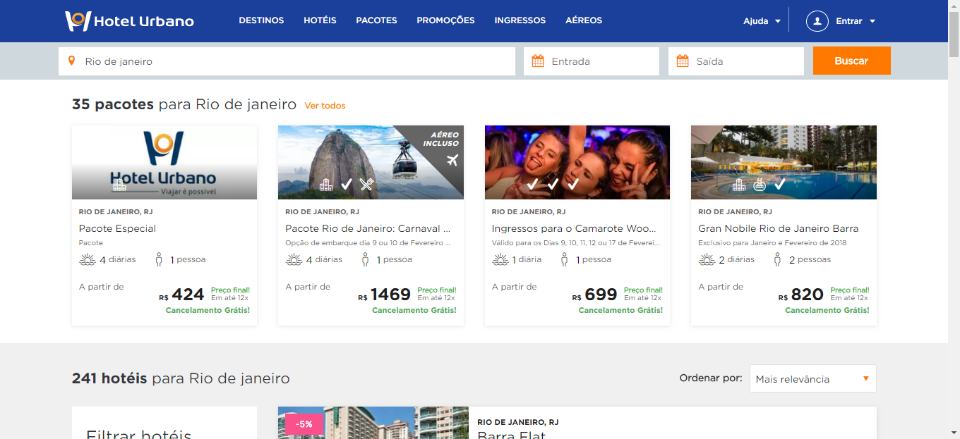 Hotel Urbano DESTINOS HOTÉIS PACOTES PROMOÇÕES INGRESSOS AÉREOS Ajuda Entrar
Rio de janeiro Entrada Saída Buscar
35 pacotes para Rio de janeiro Ver todos
Hotel Urbano
Viajar é possível
RIO DE JANEIRO, RJ
Pacote Especial
Pacote
4 diárias 1 pessoa
A partir de
R$ 424 Preço final!
Em até 12x
Cancelamento Grátis!
AÉREO
INCLUSO
RIO DE JANEIRO, RJ
Pacote Rio de Janeiro: Carnaval ...
Opção de embarque dia 9 ou 10 de Fevereiro ...
4 diárias 1 pessoa
A partir de
R$ 1469 Preço final!
Em até 12x
Cancelamento Grátis!
RIO DE JANEIRO, RJ
Ingressos para o Camarote Woo...
Válido para os Dias 9, 10, 11, 12 ou 17 de Feverei...
1 diária 1 pessoa
A partir de
R$ 699 Preço final!
Em até 12x
Cancelamento Grátis!
RIO DE JANEIRO, RJ
Gran Nobile Rio de Janeiro Barra
Exclusivo para Janeiro e Fevereiro de 2018
2 diárias 2 pessoas
A partir de
R$ 820 Preço final!
Em até 12x
Cancelamento Grátis!
241 hotéis para Rio de janeiro Ordenar por: Mais relevância
Filtrar hotéis
-5%
RIO DE JANEIRO, RJ
Barra Flat